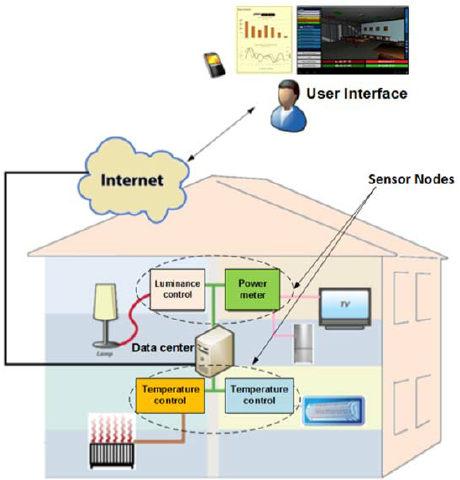 User Interface
Internet
Sensor Nodes
Luminance
control
Power
meter
TV
Lamp
Data center
Temperature
control
Temperature
control